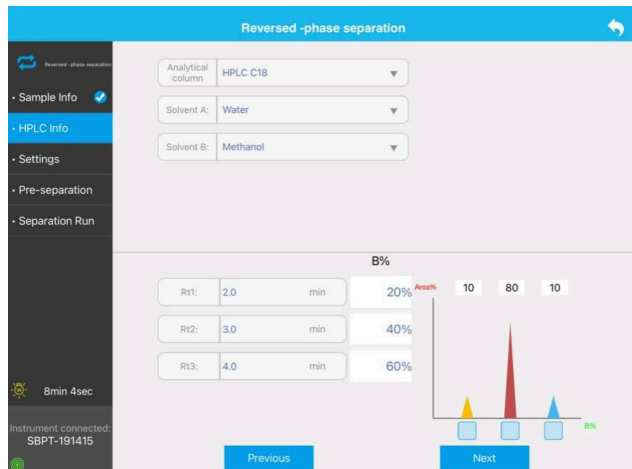 Reversed -phase separation
Reversed -phase separation
• Sample Info
• HPLC Info
• Settings
• Pre-separation
• Separation Run
8min 4sec
Instrument connected:
SBPT-191415
Analytical
column
HPLC C18
Solvent A: Water
Solvent B: Methanol
B%
Rt1: 2.0 min 20%
Rt2: 3.0 min 40%
Rt3: 4.0 min 60%
Area% 10 80 10
B%
Previous
Next